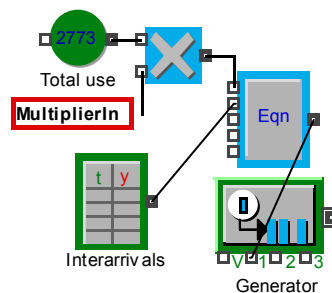 2773
Total use
MultiplierIn
Eqn
t y
Interarrivals
V 1 2 3
Generator